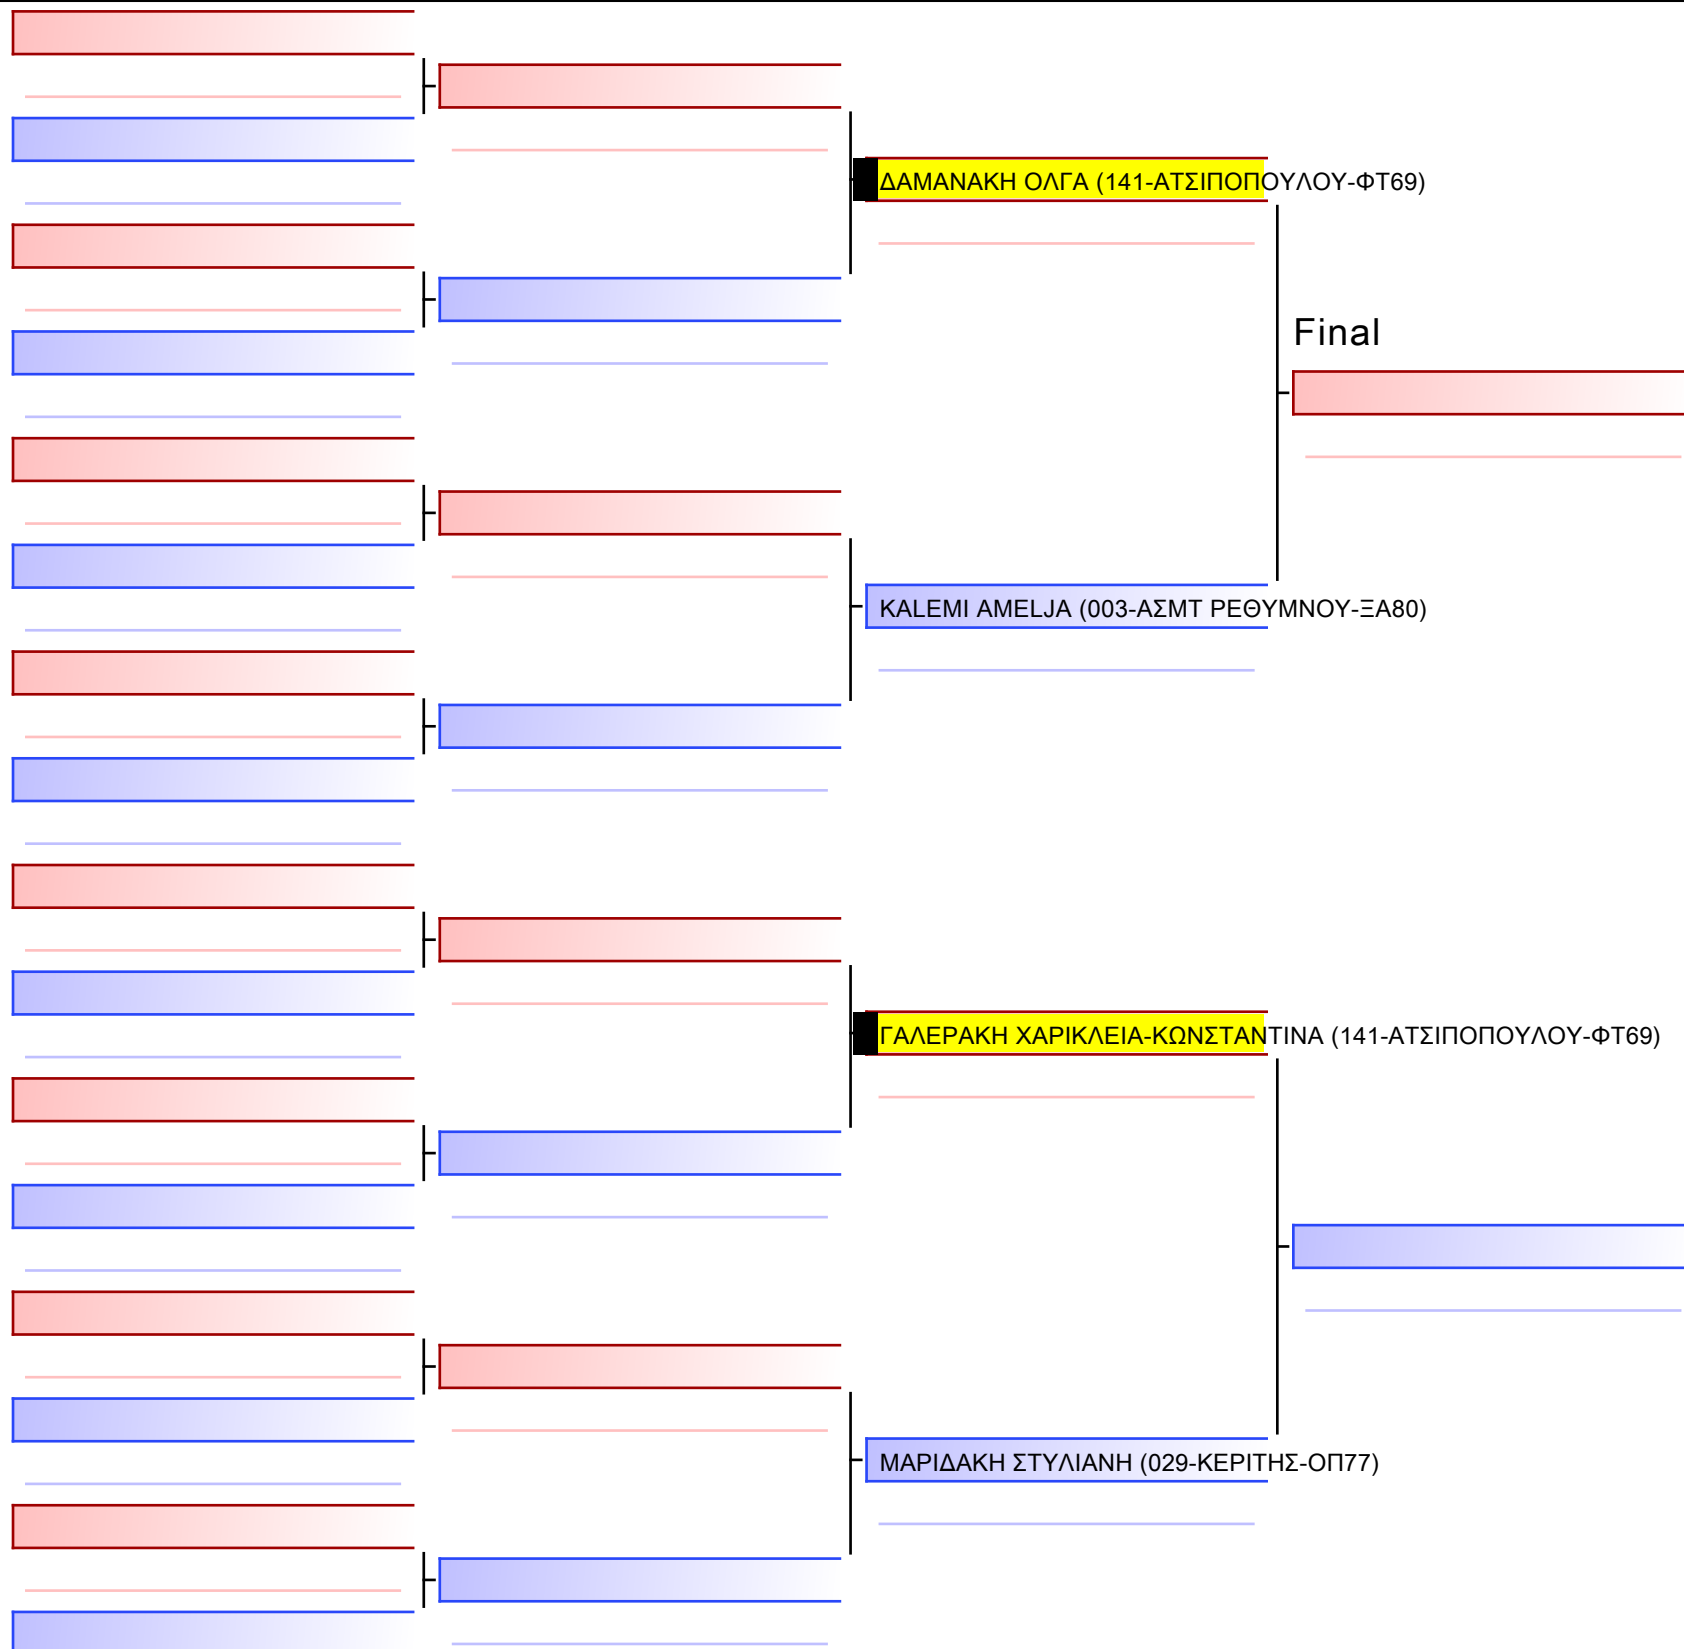 ΔΑΜΑΝΑΚΗ ΟΛΓΑ (141-ΑΤΣΙΠΟΠΟΥΛΟΥ-ΦΤ69)
Final
KALEMI AMELJA (003-ΑΣΜΤ ΡΕΘΥΜΝΟΥ-ΞΑ80)
ΓΑΛΕΡΑΚΗ ΧΑΡΙΚΛΕΙΑ-ΚΩΝΣΤΑΝΤΙΝΑ (141-ΑΤΣΙΠΟΠΟΥΛΟΥ-ΦΤ69)
ΜΑΡΙΔΑΚΗ ΣΤΥΛΙΑΝΗ (029-ΚΕΡΙΤΗΣ-ΟΠ77)